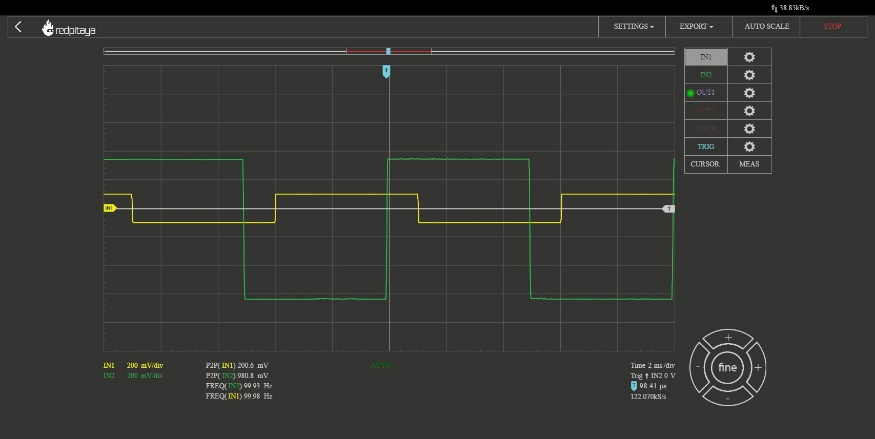 38.85kB/s
redpitaya
SETTINGS
EXPORT
AUTO SCALE
STOP
T
IN1
IN2
OUT1
OUT2
MATH
TRIG
CURSOR MEAS
IN1
T
IN1 200 mV/div P2P( IN1) 200.6 mV AUTO Time 2 ms/div
IN2 200 mV/div P2P( IN2) 980.8 mV Trig IN2 0 V
FREQ( IN2) 99.93 Hz T 98.41 µs
FREQ( IN1) 99.98 Hz 122.070kS/s
+
- fine +
-